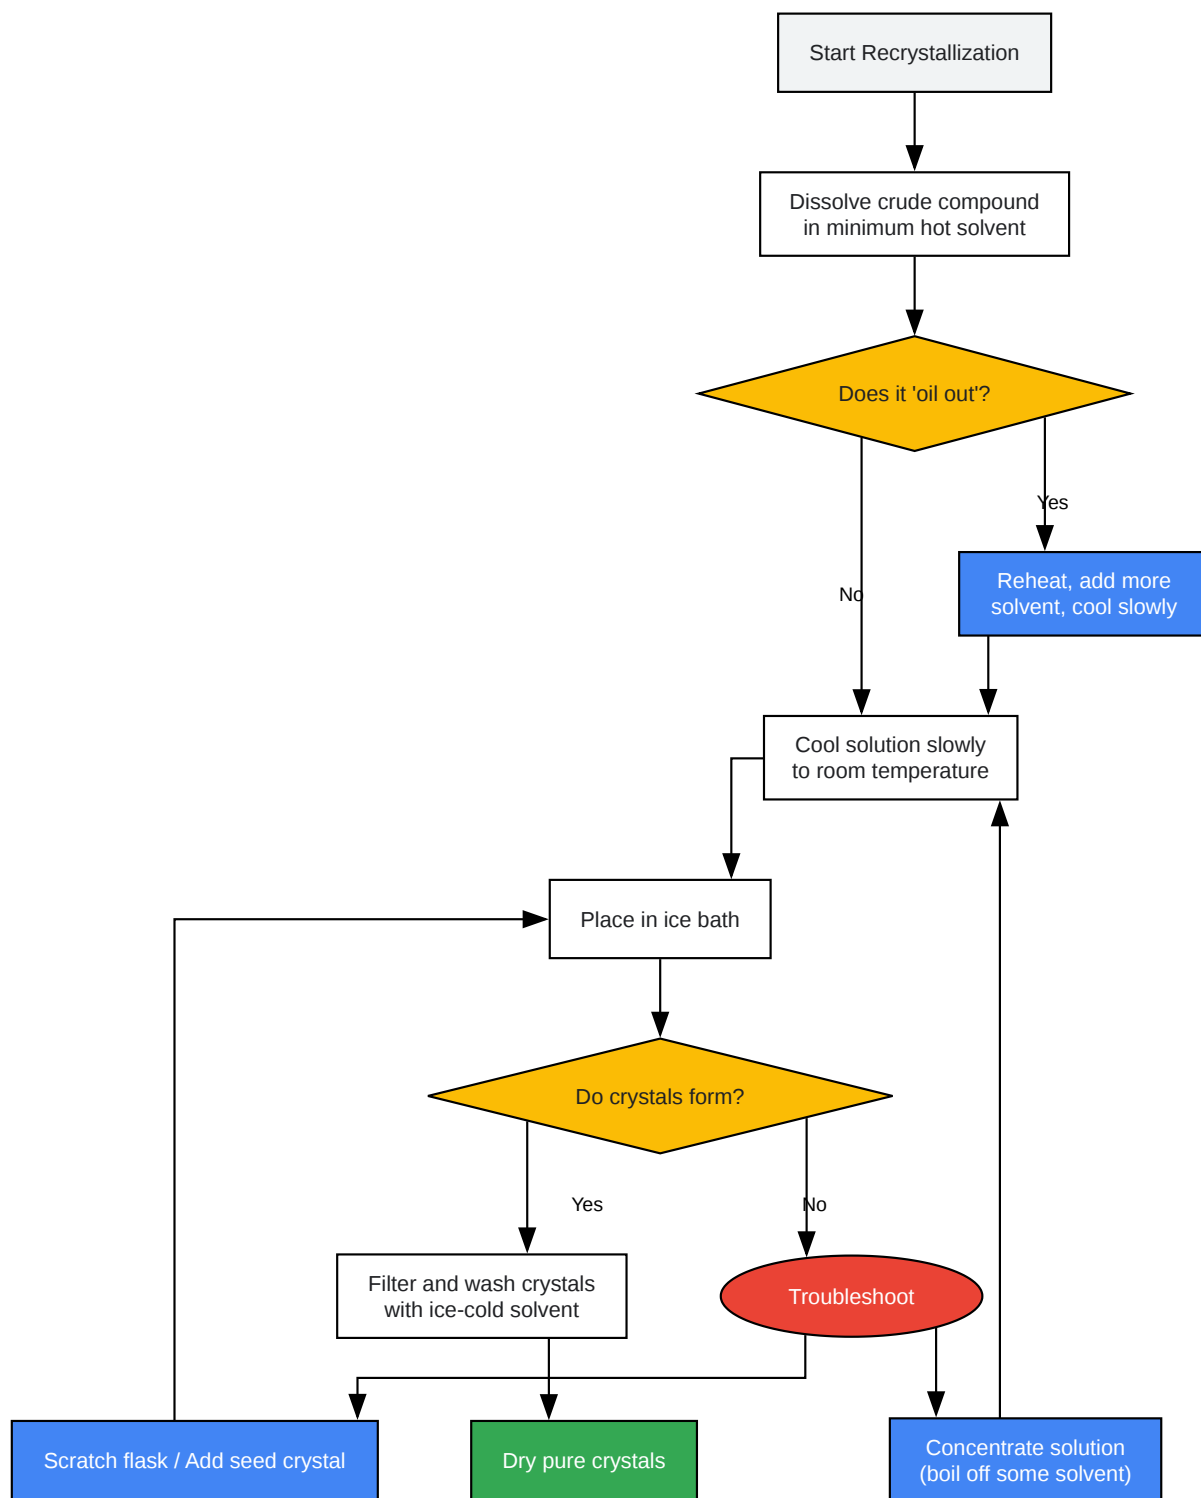 Start Recrystallization
Dissolve crude compound
in minimum hot solvent
Does it 'oil out'?
Yes
Reheat, add more
solvent, cool slowly
No
Cool solution slowly
to room temperature
Place in ice bath
Do crystals form?
Yes
No
Filter and wash crystals
with ice-cold solvent
Troubleshoot
Scratch flask / Add seed crystal
Dry pure crystals
Concentrate solution
(boil off some solvent)